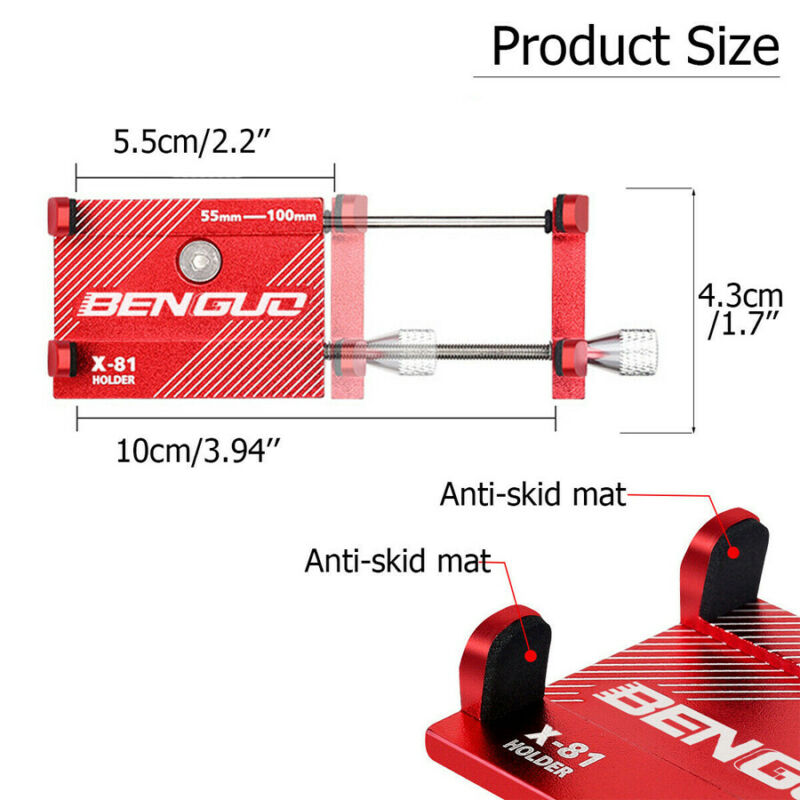 Product Size
5.5cm/2.2″
55mm—100mm
BENGUO
X-81
HOLDER
4.3cm
/1.7″
10cm/3.94″
Anti-skid mat
Anti-skid mat
BENGUO
X-81
HOLDER